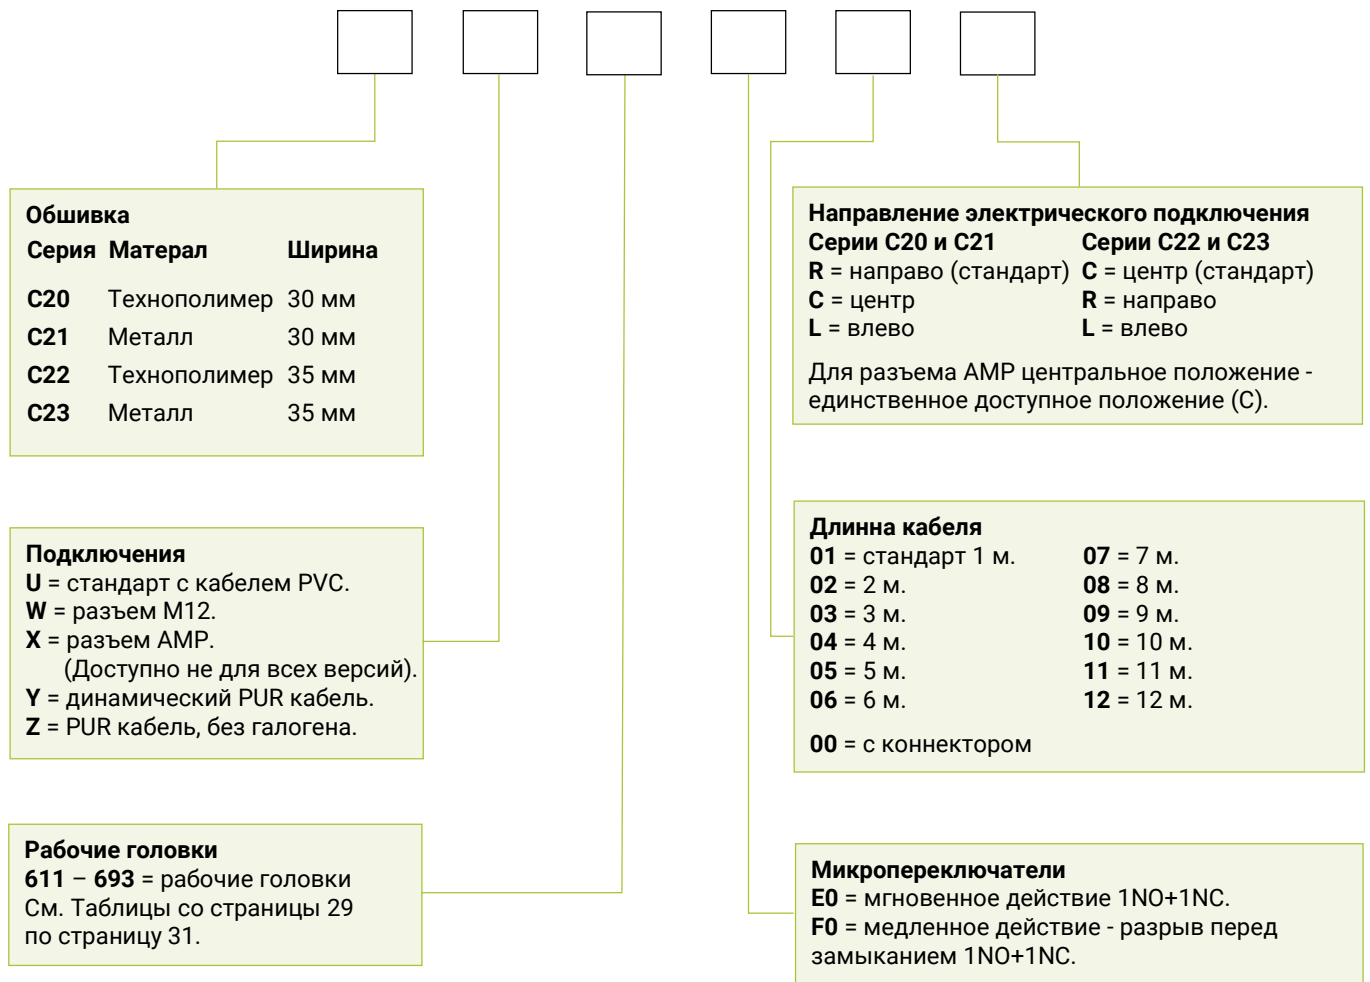 Обшивка
Серия Матерал Ширина
C20 Технополимер 30 мм
C21 Металл 30 мм
C22 Технополимер 35 мм
C23 Металл 35 мм
Подключения
U = стандарт с кабелем PVC.
W = разъем M12.
X = разъем AMP.
(Доступно не для всех версий).
Y = динамический PUR кабель.
Z = PUR кабель, без галогена.
Рабочие головки
611 – 693 = рабочие головки
См. Таблицы со страницы 29
по страницу 31.
Направление электрического подключения
Серии C20 и C21 Серии C22 и C23
R = направо (стандарт) C = центр (стандарт)
C = центр R = направо
L = влево L = влево
Для разъема AMP центральное положение -
единственное доступное положение (C).
Длинна кабеля
01 = стандарт 1 м. 07 = 7 м.
02 = 2 м. 08 = 8 м.
03 = 3 м. 09 = 9 м.
04 = 4 м. 10 = 10 м.
05 = 5 м. 11 = 11 м.
06 = 6 м. 12 = 12 м.
00 = с коннектором
Микропереключатели
E0 = мгновенное действие 1NO+1NC.
F0 = медленное действие - разрыв перед
замыканием 1NO+1NC.